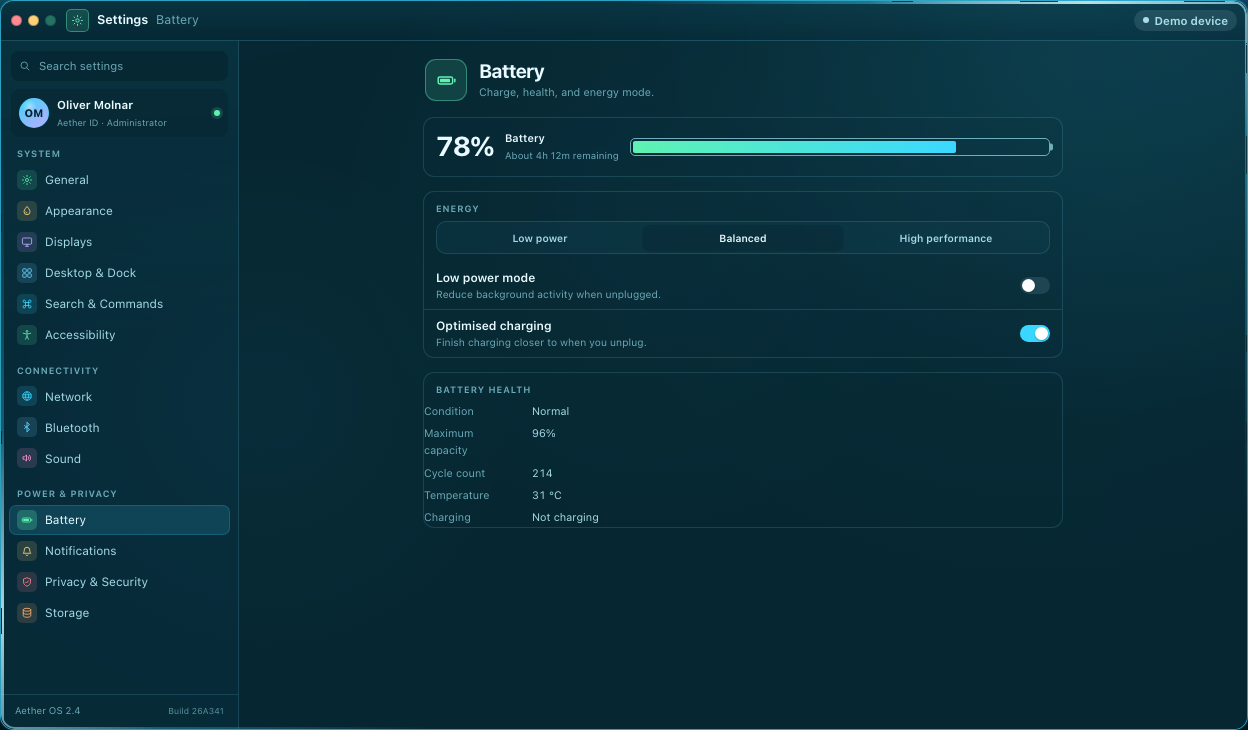 Settings Battery
Demo device
Search settings
OM
Oliver Molnar
Aether ID · Administrator
SYSTEM
General
Appearance
Displays
Desktop & Dock
Search & Commands
Accessibility
CONNECTIVITY
Network
Bluetooth
Sound
POWER & PRIVACY
Battery
Notifications
Privacy & Security
Storage
Aether OS 2.4
Build 26A341
Battery
Charge, health, and energy mode.
78%
Battery
About 4h 12m remaining
ENERGY
Low power
Balanced
High performance
Low power mode
Reduce background activity when unplugged.
Optimised charging
Finish charging closer to when you unplug.
BATTERY HEALTH
Condition Normal
Maximum 96%
capacity
Cycle count 214
Temperature 31 °C
Charging Not charging